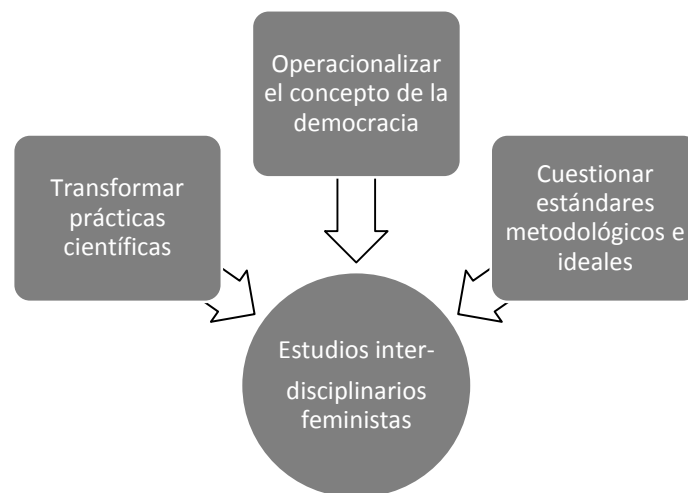 Operacionalizar
el concepto de la
democracia
Transformar
prácticas
científicas
Cuestionar
estándares
metodológicos e
ideales
Estudios inter-
disciplinarios
feministas